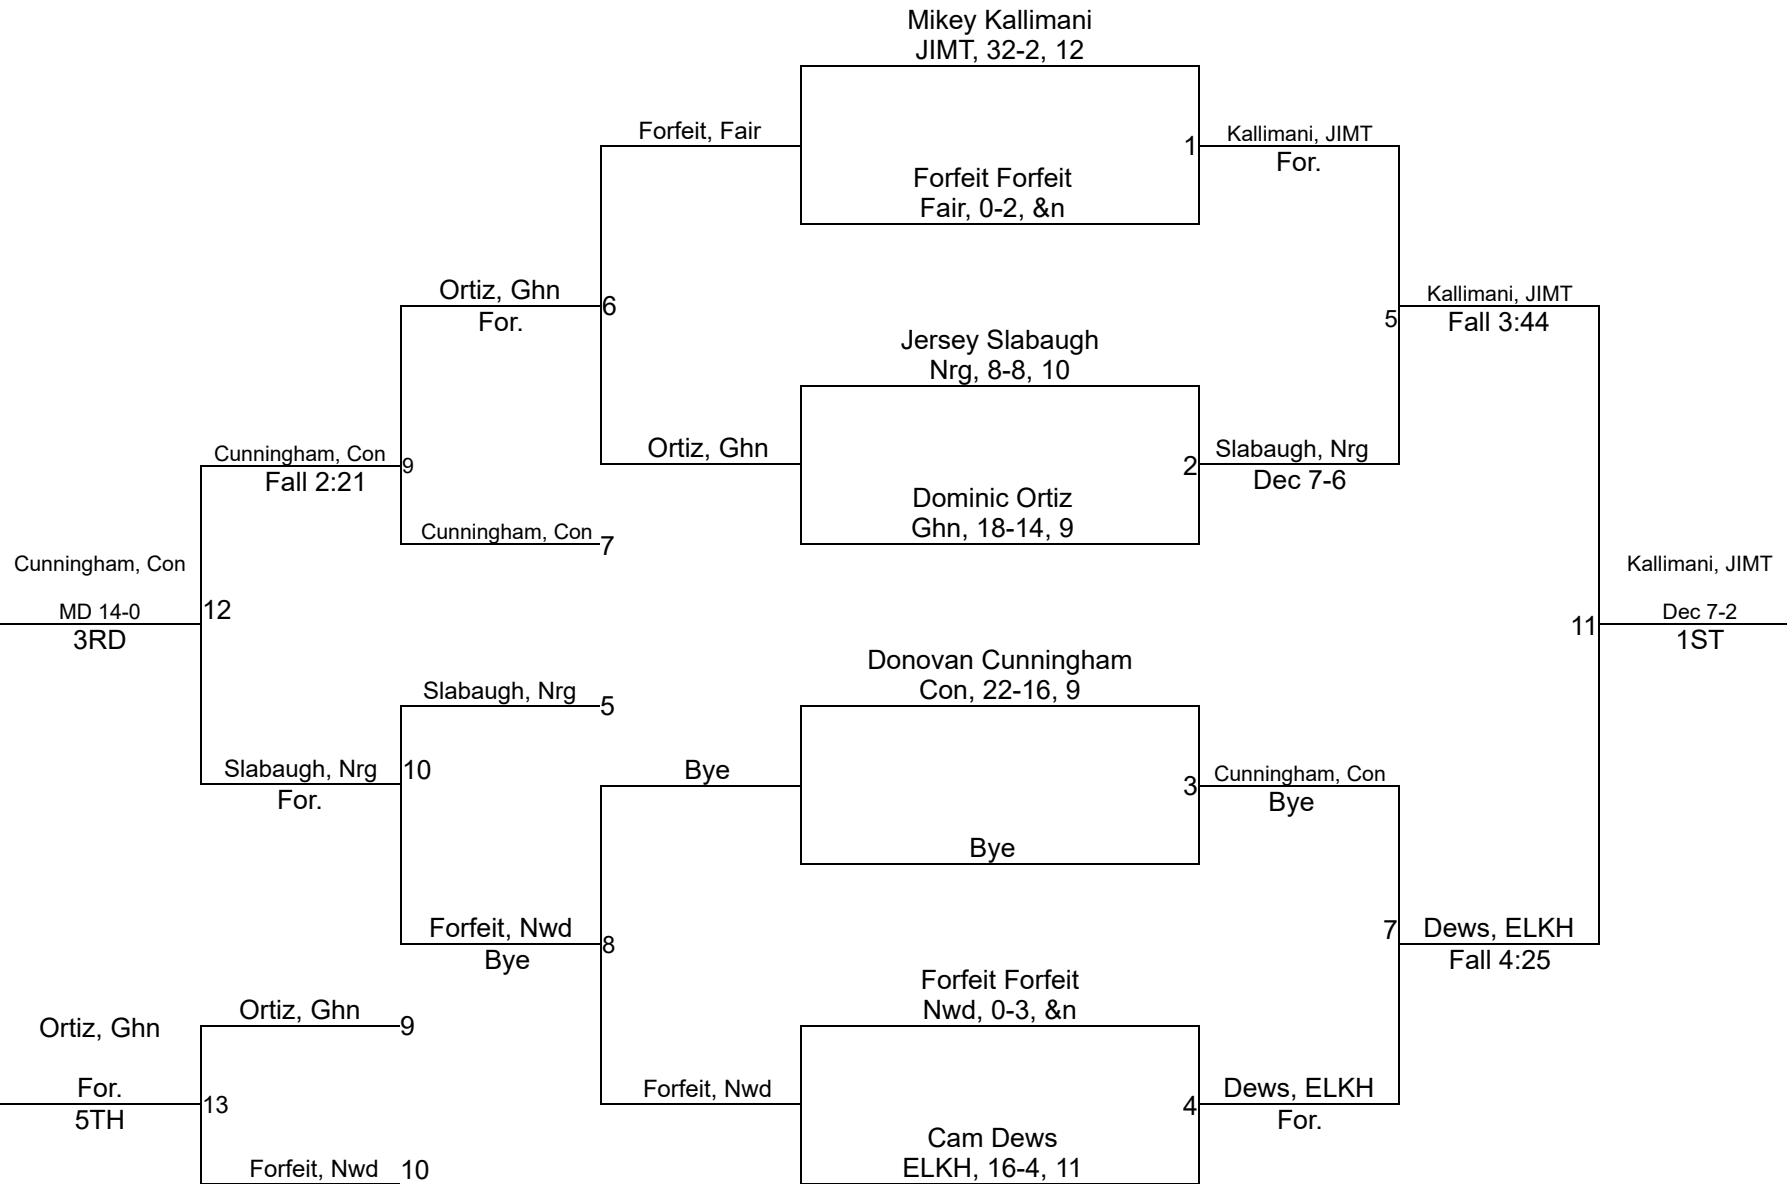 Mikey Kallimani
JIMT, 32-2, 12
Forfeit, Fair
1
Kallimani, JIMT
For.
Forfeit Forfeit
Fair, 0-2, &n
Ortiz, Ghn
For.
6
Kallimani, JIMT
5
Fall 3:44
Jersey Slabaugh
Nrg, 8-8, 10
Cunningham, Con
Fall 2:21
9
Ortiz, Ghn
2
Slabaugh, Nrg
Dec 7-6
Dominic Ortiz
Ghn, 18-14, 9
Cunningham, Con
7
Cunningham, Con
MD 14-0
3RD
12
Kallimani, JIMT
11
Dec 7-2
1ST
Donovan Cunningham
Con, 22-16, 9
Slabaugh, Nrg
5
Slabaugh, Nrg
For.
10
Bye
3
Cunningham, Con
Bye
Bye
Forfeit, Nwd
Bye
8
7
Dews, ELKH
Fall 4:25
Forfeit Forfeit
Nwd, 0-3, &n
Ortiz, Ghn
9
Ortiz, Ghn
For.
5TH
13
Forfeit, Nwd
4
Dews, ELKH
For.
Cam Dews
ELKH, 16-4, 11
Forfeit, Nwd
10